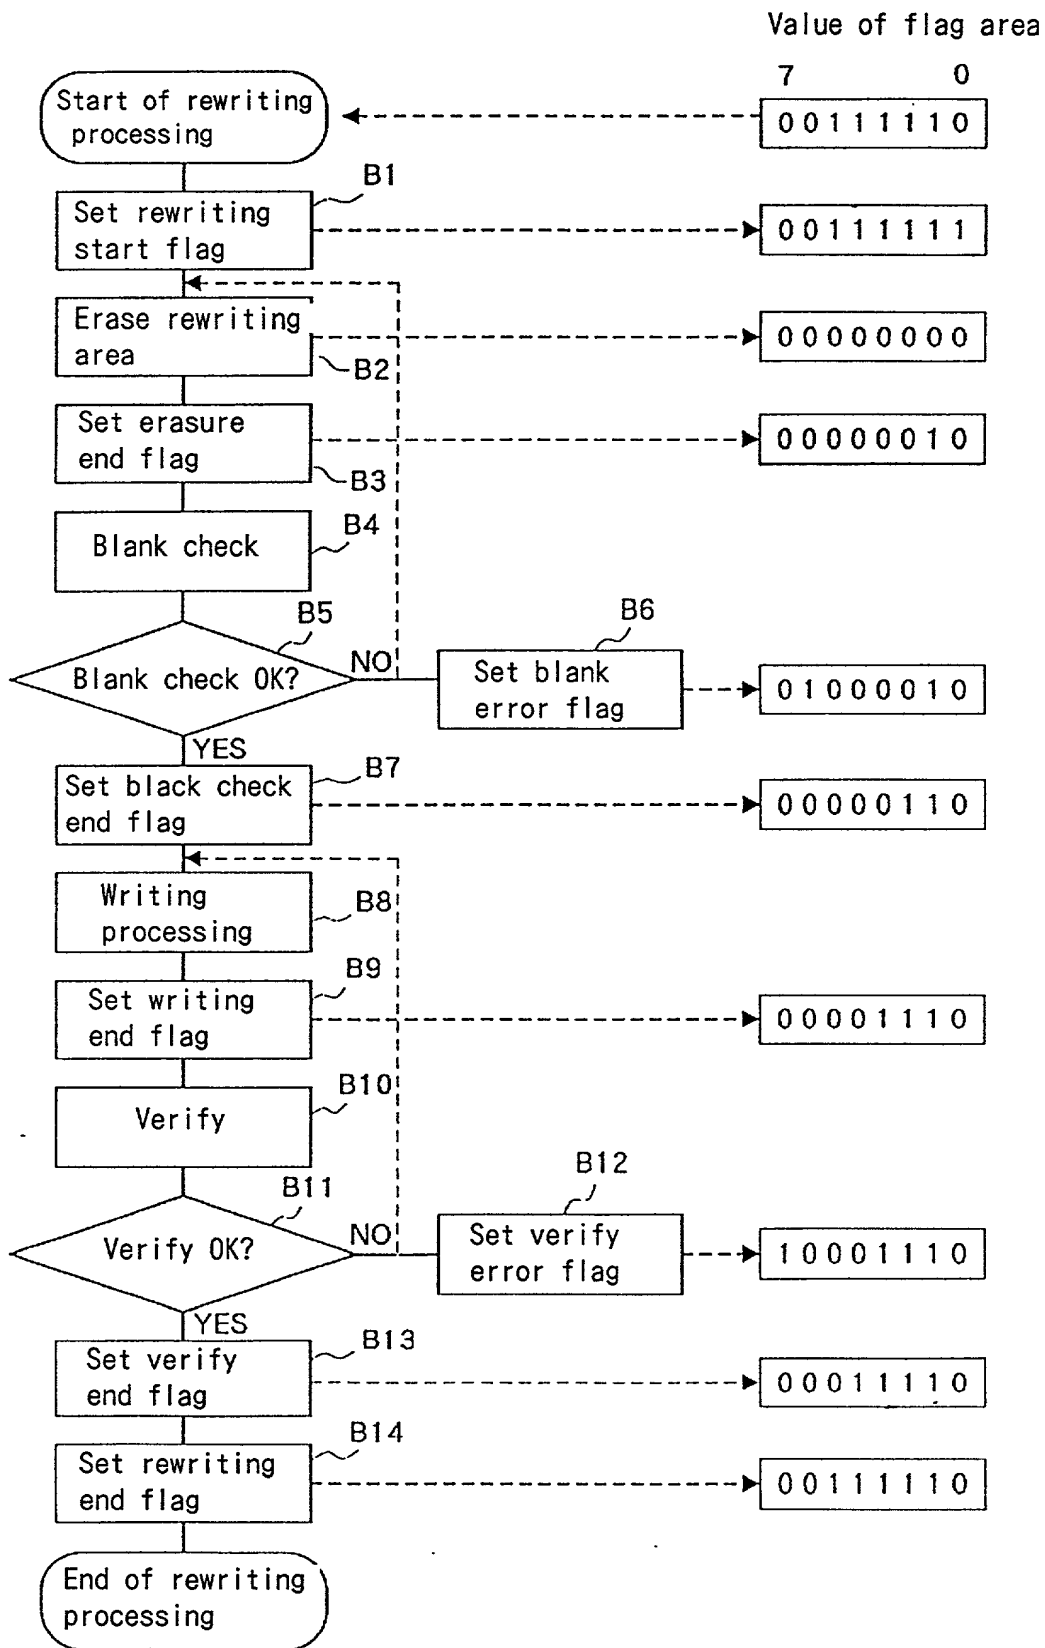 Value of flag area
7 0
Start of rewriting
processing
00111110
B1
Set rewriting
start flag
00111111
Erase rewriting
area
B2
00000000
Set erasure
end flag
B3
00000010
Blank check
B4
B5
Blank check OK?
NO
B6
Set blank
error flag
01000010
YES
B7
Set black check
end flag
00000110
Writing
processing
B8
B9
Set writing
end flag
00001110
B10
Verify
B11
Verify OK?
NO
B12
Set verify
error flag
10001110
YES
B13
Set verify
end flag
00011110
B14
Set rewriting
end flag
00111110
End of rewriting
processing